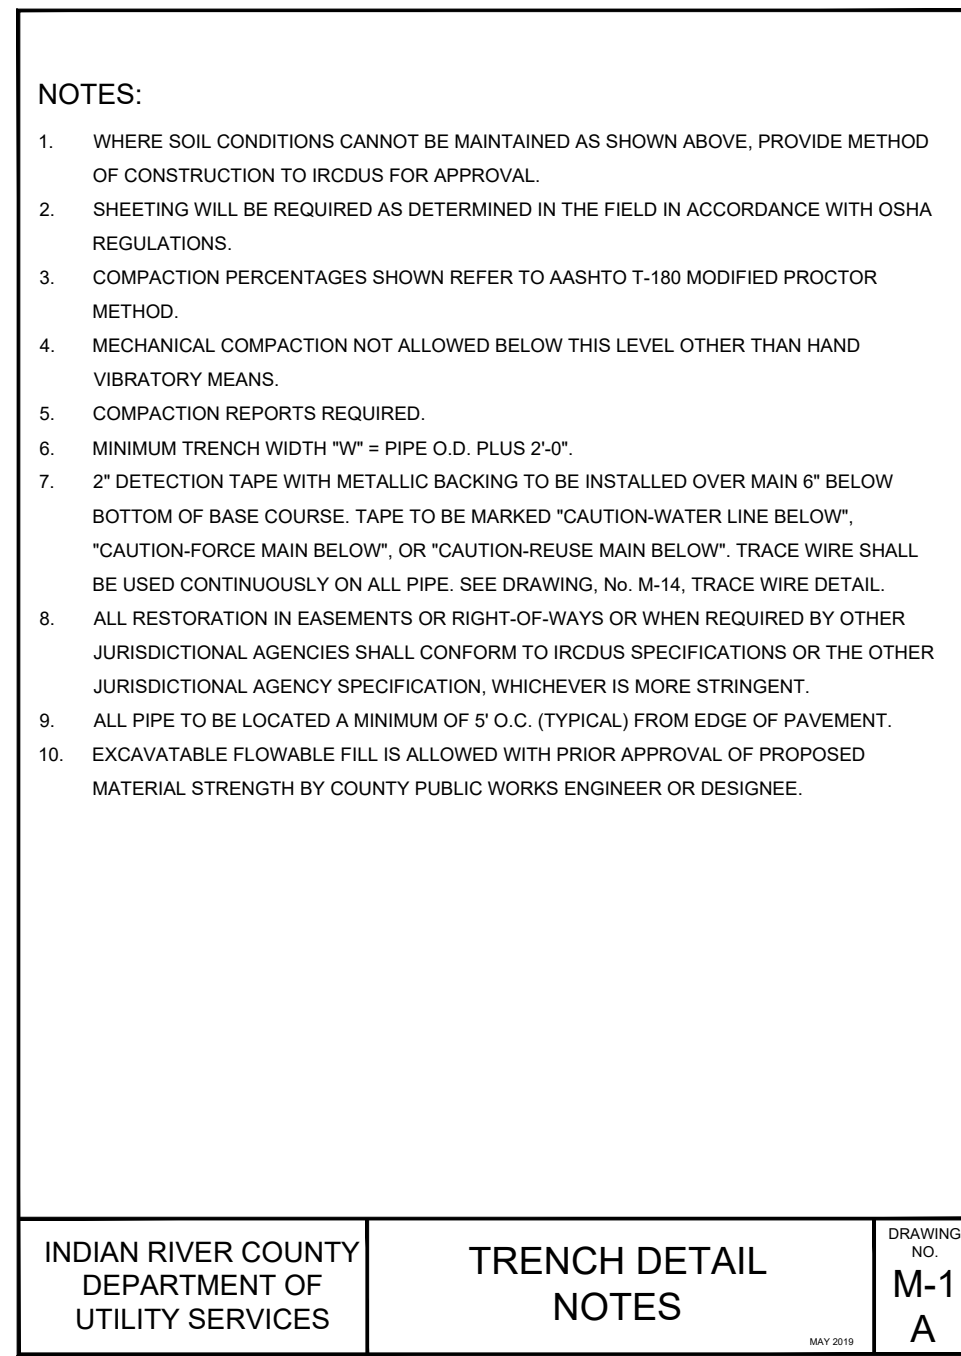 NOTES:
1. WHERE SOIL CONDITIONS CANNOT BE MAINTAINED AS SHOWN ABOVE, PROVIDE METHOD
OF CONSTRUCTION TO IRCDUS FOR APPROVAL.
2. SHEETING WILL BE REQUIRED AS DETERMINED IN THE FIELD IN ACCORDANCE WITH OSHA
REGULATIONS.
3. COMPACTION PERCENTAGES SHOWN REFER TO AASHTO T-180 MODIFIED PROCTOR
METHOD.
4. MECHANICAL COMPACTION NOT ALLOWED BELOW THIS LEVEL OTHER THAN HAND
VIBRATORY MEANS.
5. COMPACTION REPORTS REQUIRED.
6. MINIMUM TRENCH WIDTH "W" = PIPE O.D. PLUS 2'-0".
7. 2" DETECTION TAPE WITH METALLIC BACKING TO BE INSTALLED OVER MAIN 6" BELOW
BOTTOM OF BASE COURSE. TAPE TO BE MARKED "CAUTION-WATER LINE BELOW",
"CAUTION-FORCE MAIN BELOW", OR "CAUTION-REUSE MAIN BELOW". TRACE WIRE SHALL
BE USED CONTINUOUSLY ON ALL PIPE. SEE DRAWING, No. M-14, TRACE WIRE DETAIL.
8. ALL RESTORATION IN EASEMENTS OR RIGHT-OF-WAYS OR WHEN REQUIRED BY OTHER
JURISDICTIONAL AGENCIES SHALL CONFORM TO IRCDUS SPECIFICATIONS OR THE OTHER
JURISDICTIONAL AGENCY SPECIFICATION, WHICHEVER IS MORE STRINGENT.
9. ALL PIPE TO BE LOCATED A MINIMUM OF 5' O.C. (TYPICAL) FROM EDGE OF PAVEMENT.
10. EXCAVATABLE FLOWABLE FILL IS ALLOWED WITH PRIOR APPROVAL OF PROPOSED
MATERIAL STRENGTH BY COUNTY PUBLIC WORKS ENGINEER OR DESIGNEE.
INDIAN RIVER COUNTY
DEPARTMENT OF
UTILITY SERVICES
TRENCH DETAIL
NOTES
MAY 2019
DRAWING
NO.
M-1
A